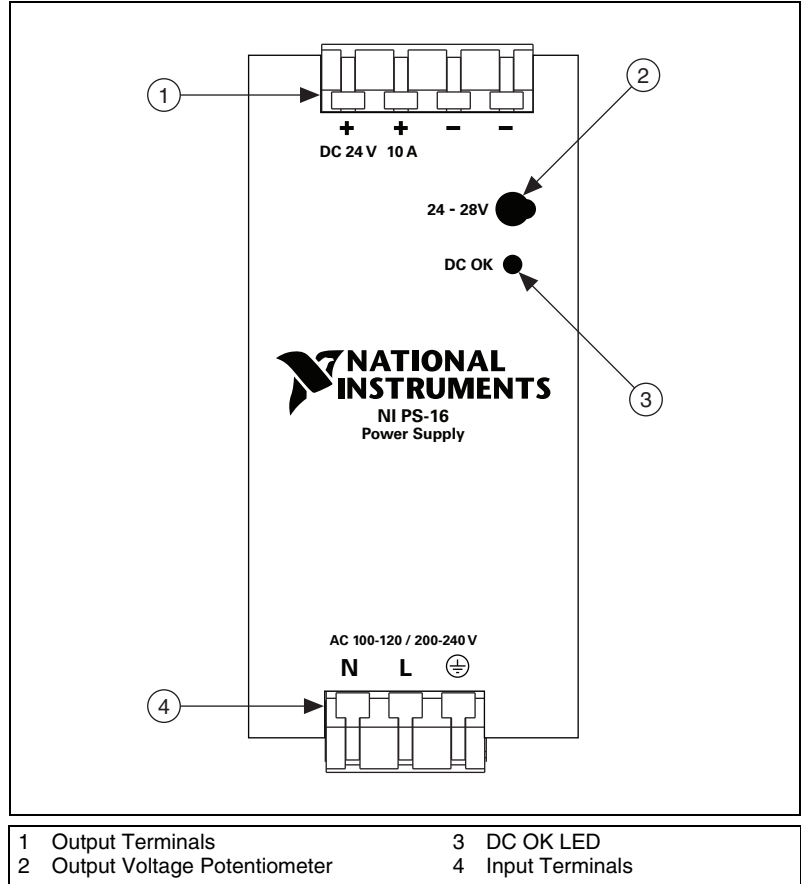 1
2
+ + − −
DC 24 V 10 A
24 - 28V
DC OK
3
NATIONAL
INSTRUMENTS
NI PS-16
Power Supply
AC 100-120 / 200-240 V
N L
4
1 Output Terminals 3 DC OK LED
2 Output Voltage Potentiometer 4 Input Terminals